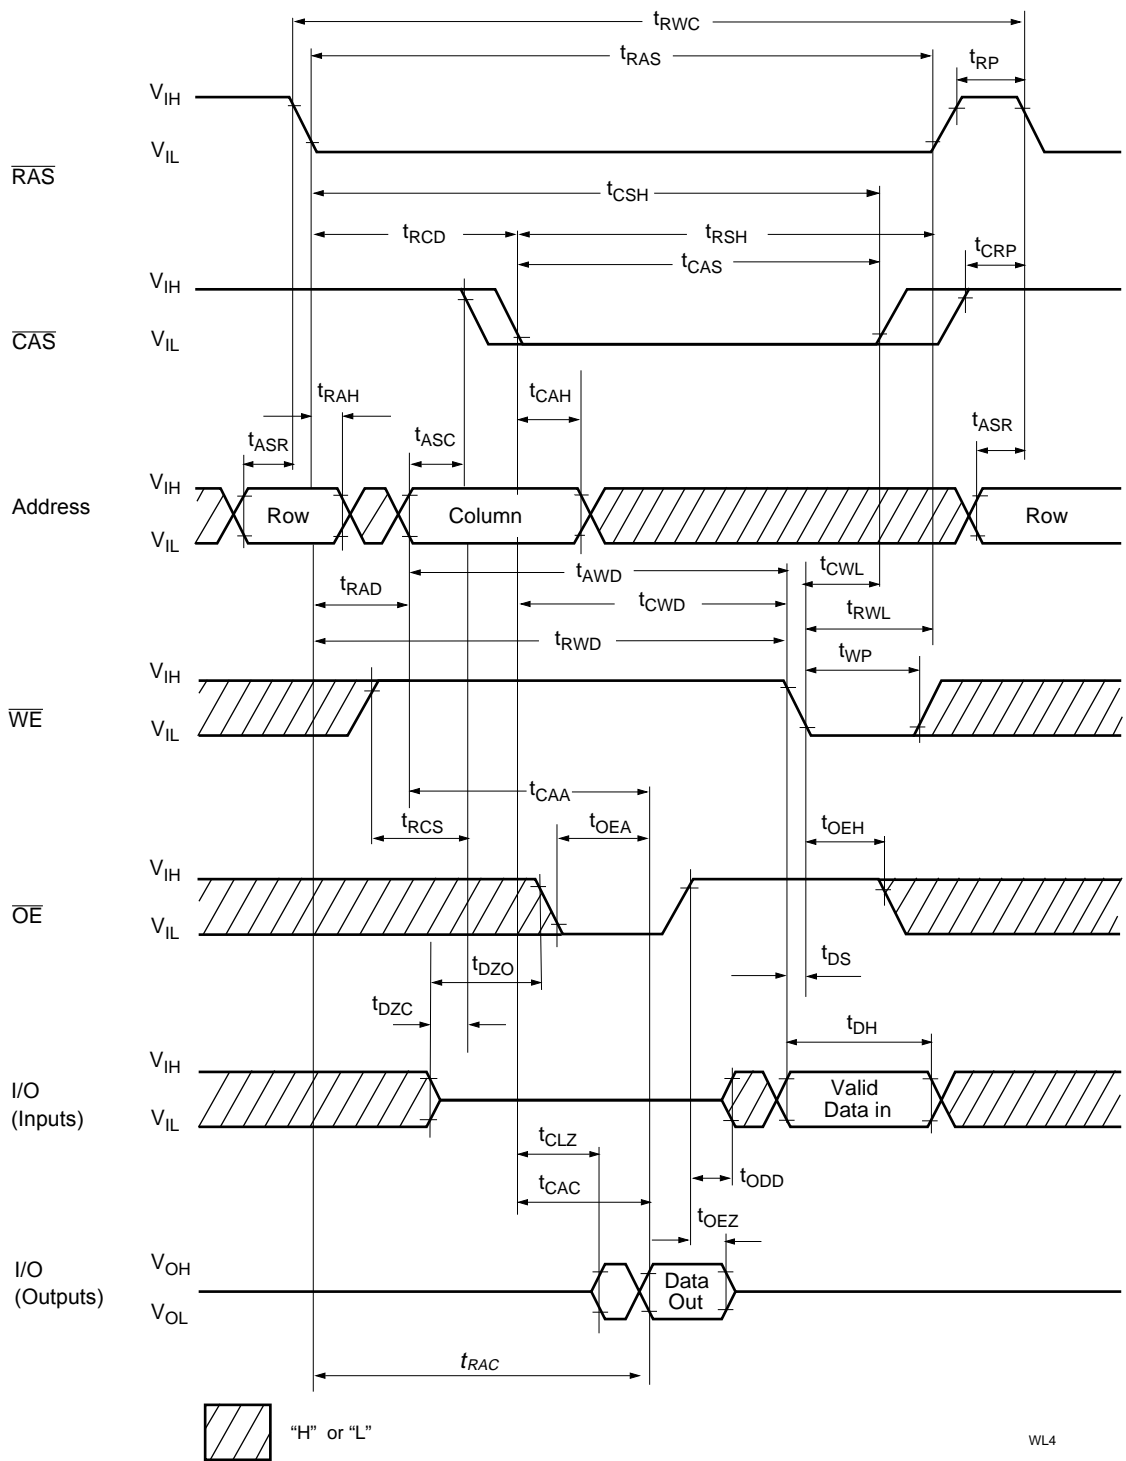 tRWC
tRAS
tRP
VIH
VIL
RAS
tCSH
tRCD
tRSH
tCAS
tCRP
VIH
CAS
VIL
tRAH
tCAH
tASR
tASC
tASR
VIH
Address
Row
Column
Row
VIL
tAWD
tCWL
tRAD
tCWD
tRWL
tRWD
tWP
VIH
WE
VIL
tCAA
tRCS
tOEA
tOEH
VIH
OE
VIL
tDZO
tDS
tDZC
tDH
VIH
I/O
(Inputs)
VIL
Valid
Data in
tCLZ
tODD
tCAC
tOEZ
VOH
I/O
(Outputs)
VOL
Data
Out
tRAC
“H” or “L”
WL4